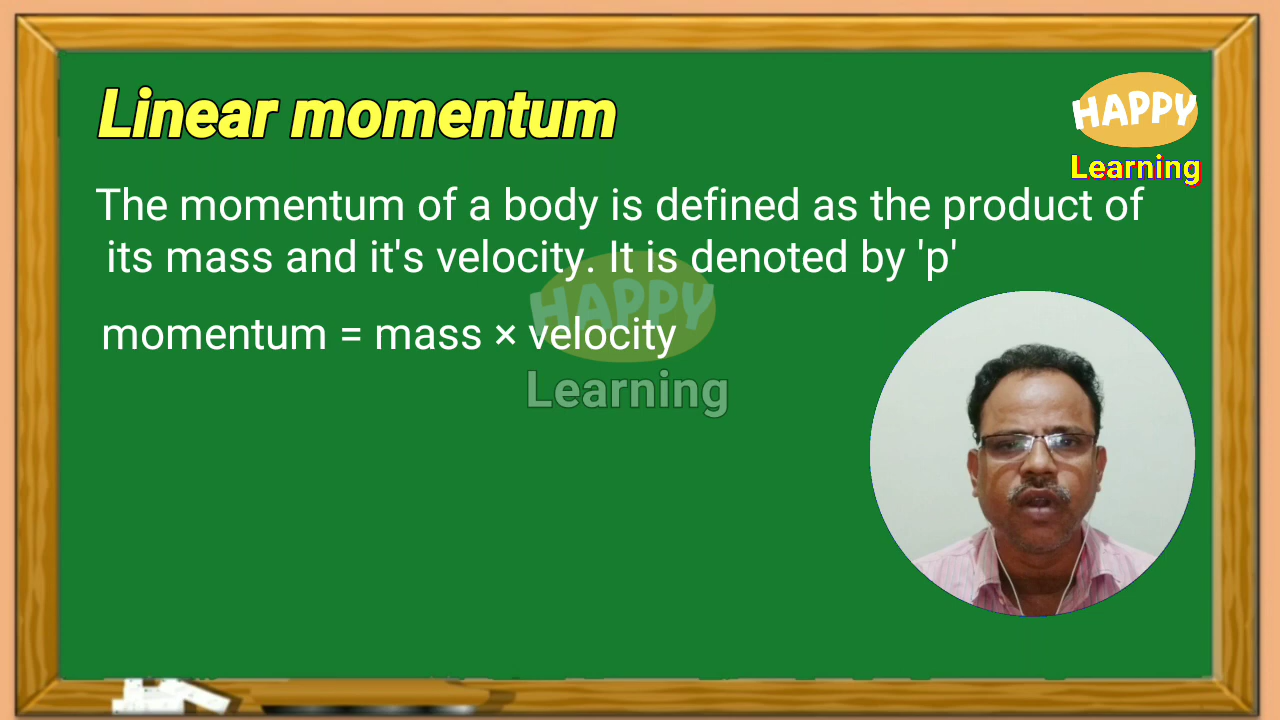 Linear momentum
HAPPY
Learning
The momentum of a body is defined as the product of
its mass and it's velocity. It is denoted by 'p'
momentum = mass × velocity
HAPPY
Learning